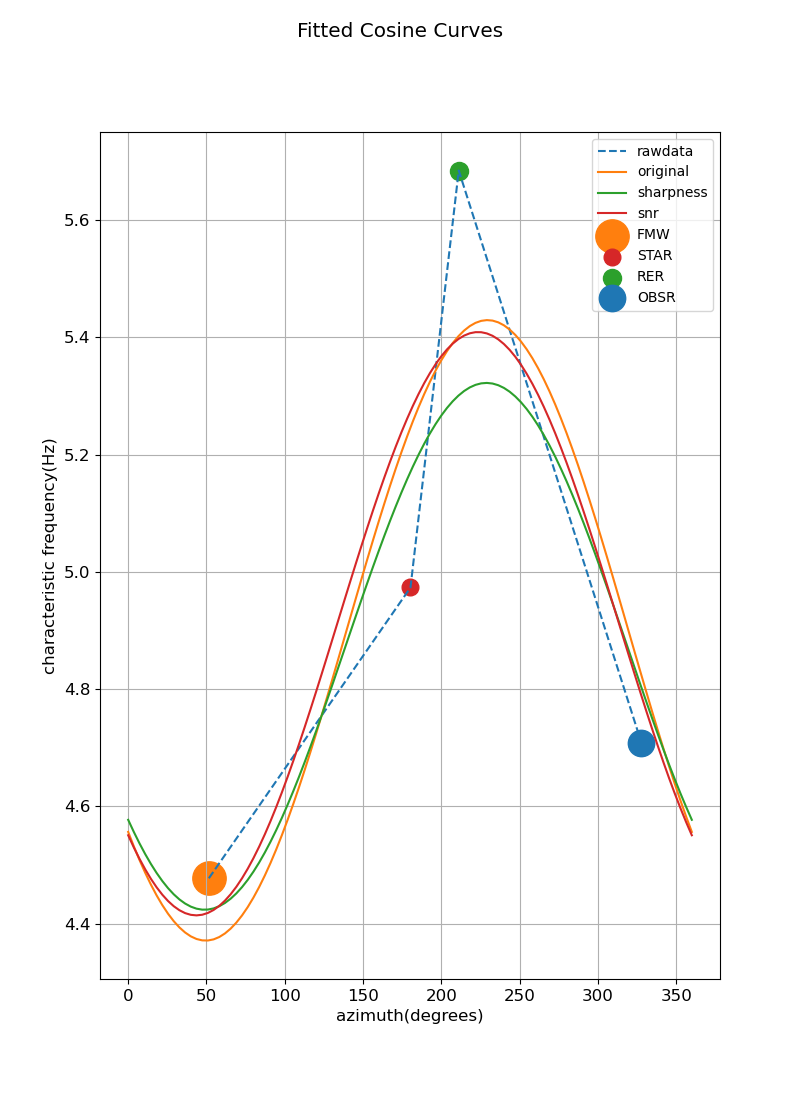 Fitted Cosine Curves
rawdata
original
sharpness
snr
FMW
STAR
RER
OBSR
5.6
5.4
5.2
5.0
4.8
4.6
4.4
characteristic frequency(Hz)
0 50 100 150 200 250 300 350
azimuth(degrees)